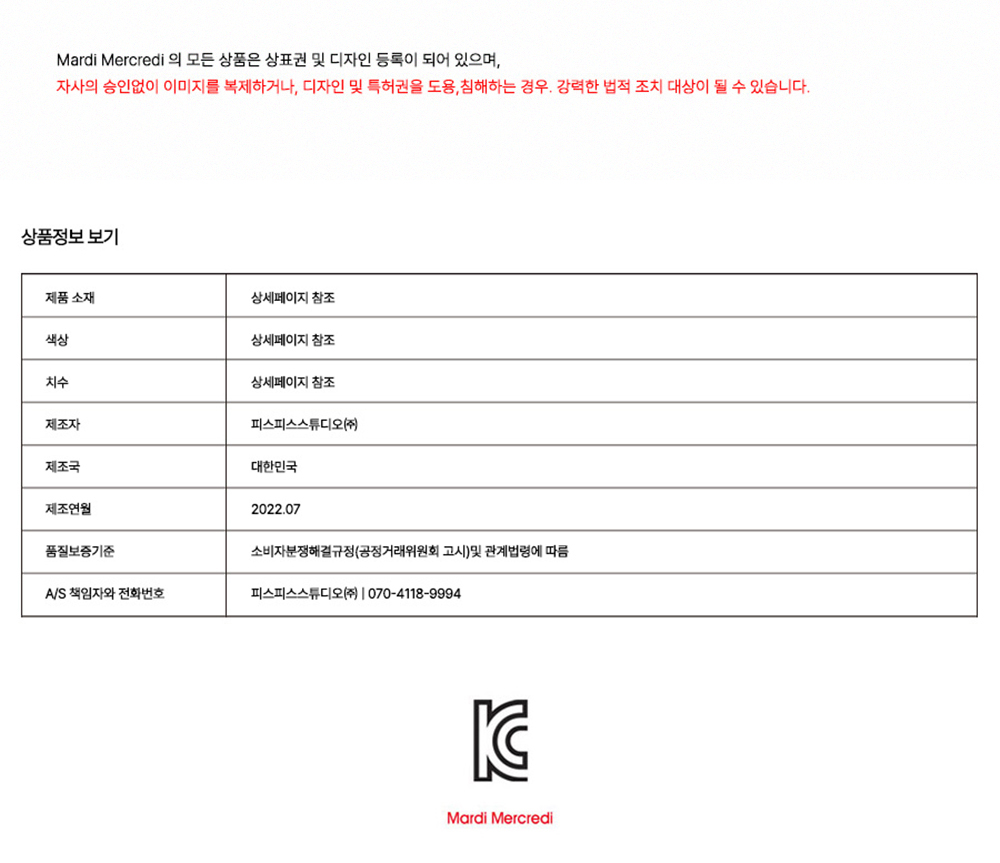 Mardi Mercredi 의 모든 상품은 상표권 및 디자인 등록이 되어 있으며,
자사의 승인없이 이미지를 복제하거나, 디자인 및 특허권을 도용,침해하는 경우. 강력한 법적 조치 대상이 될 수 있습니다.
상품정보 보기
제품 소재 상세페이지 참조
색상 상세페이지 참조
치수 상세페이지 참조
제조자 피스피스스튜디오㈜
제조국 대한민국
제조연월 2022.07
품질보증기준 소비자분쟁해결규정(공정거래위원회 고시)및 관계법령에 따름
A/S 책임자와 전화번호 피스피스스튜디오㈜ | 070-4118-9994
KC
Mardi Mercredi